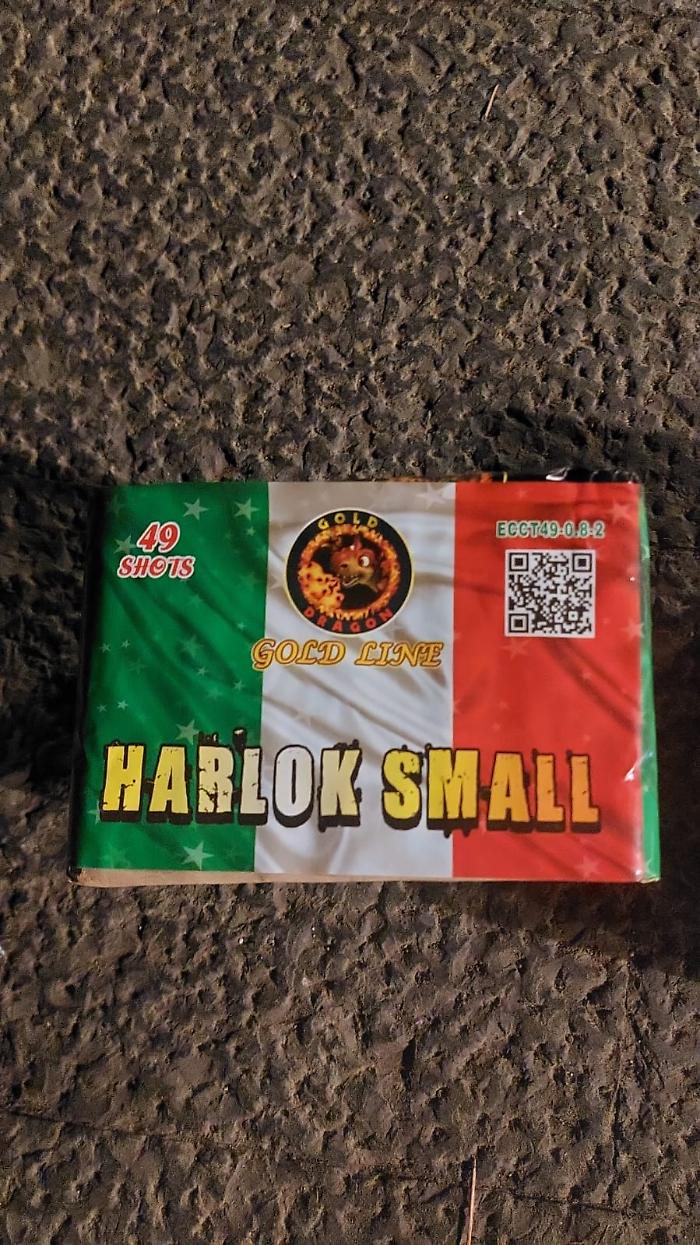 49
SHOTS
GOLD
DRAGON
GOLD LINE
ECCT49-0.8-2
HARLOK SMALL